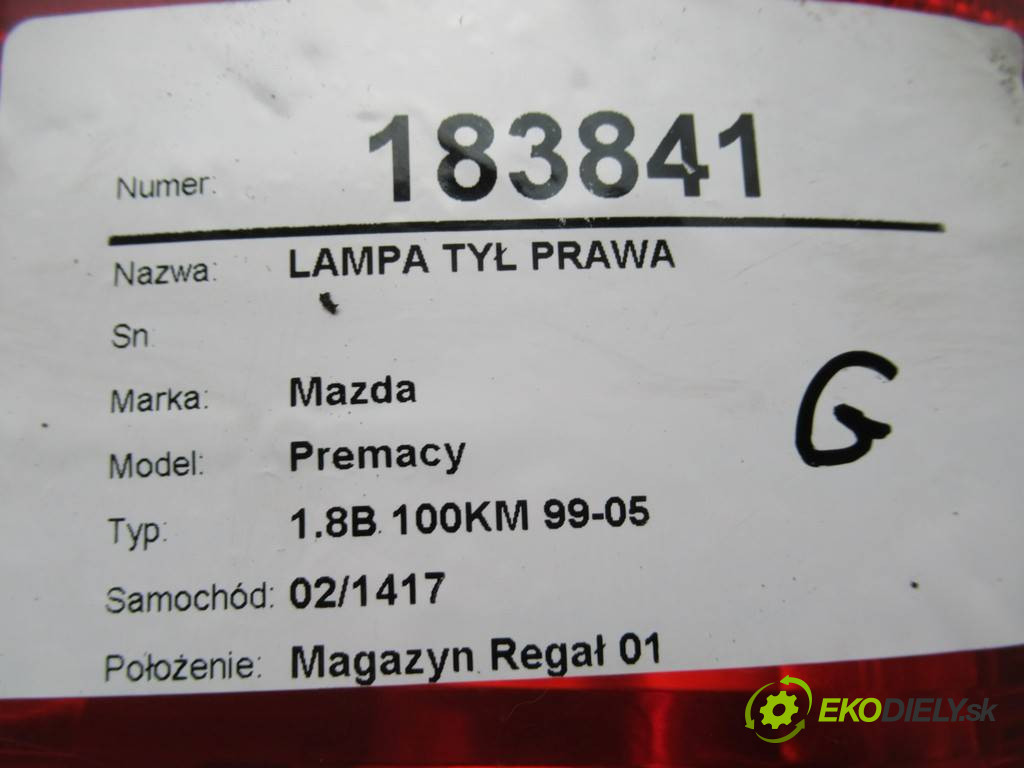 Numer: 183841
Nazwa: LAMPA TYŁ PRAWA
Sn
Marka: Mazda
Model: Premacy
G
Typ: 1.8B 100KM 99-05
Samochód: 02/1417
Położenie: Magazyn Regał 01
EKODIELY.sk